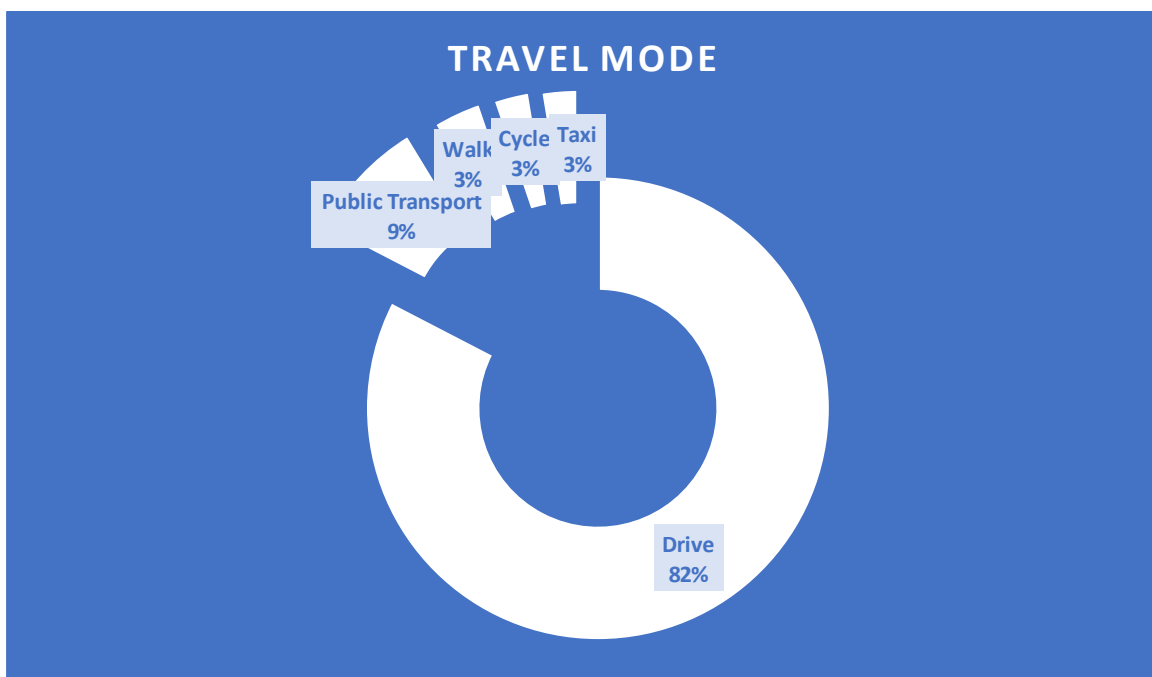 TRAVEL MODE
Taxi
3%
Cycle
3%
Walk
3%
Public Transport
9%
Drive
82%